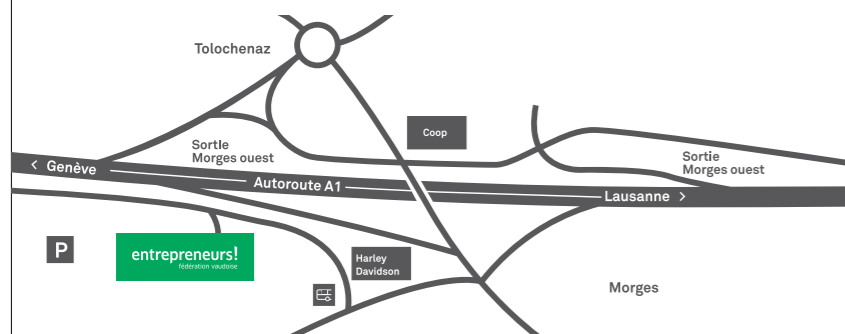 Tolochenaz
Coop
Sortie
Morges ouest
Sortie
Morges ouest
< Genève
Autoroute A1
Lausanne >
P
entrepreneurs!
fédération vaudoise
Harley
Davidson
Morges